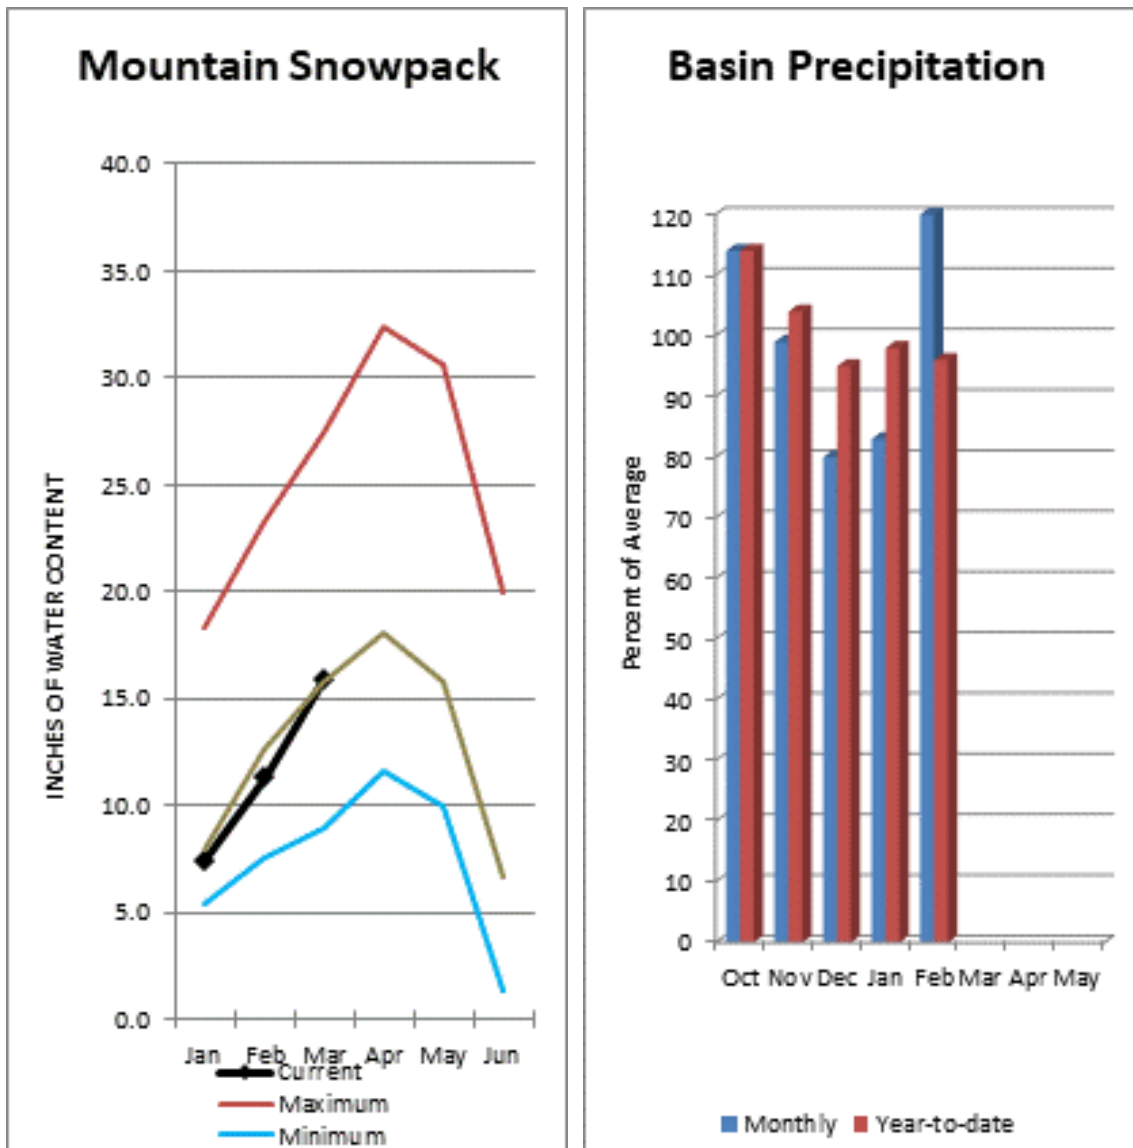 Mountain Snowpack
40.0
35.0
30.0
25.0
20.0
15.0
10.0
5.0
0.0
INCHES OF WATER CONTENT
Jan Feb Mar Apr May Jun
Current
Maximum
Minimum
Basin Precipitation
120
110
100
90
80
70
60
50
40
30
20
10
0
Percent of Average
Oct Nov Dec Jan Feb Mar Apr May
Monthly Year-to-date